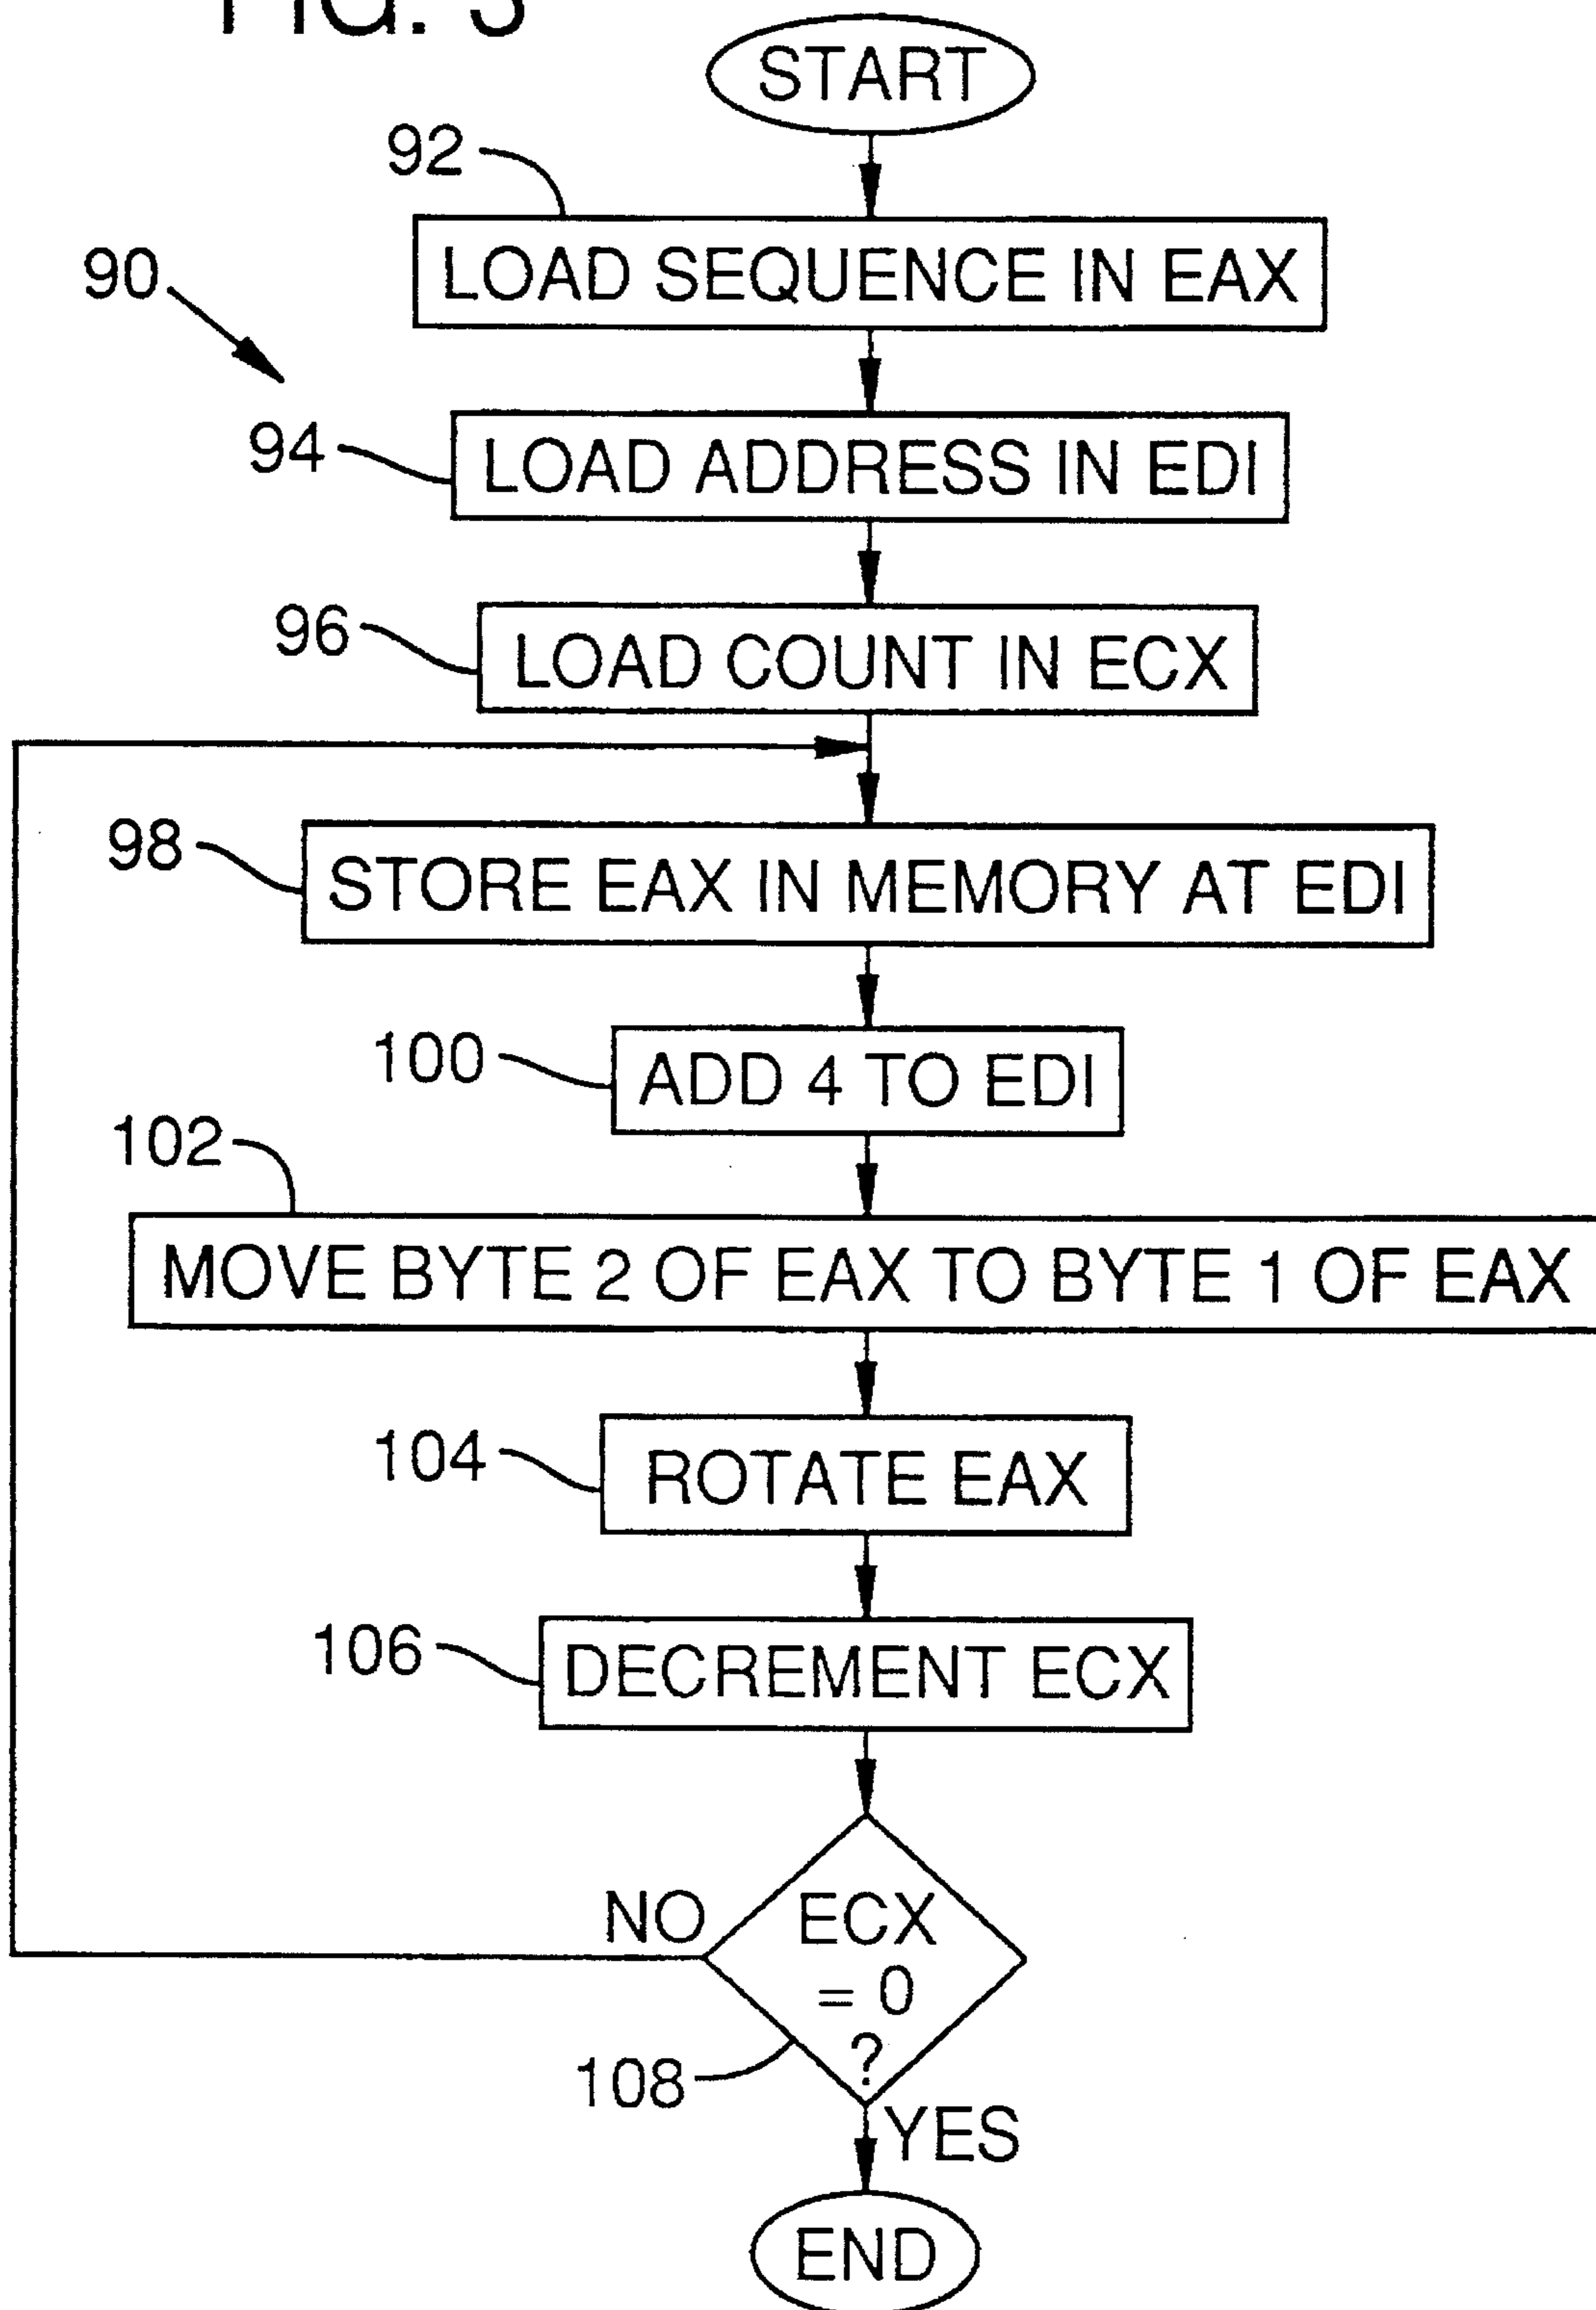 FIG. 5
START
92
LOAD SEQUENCE IN EAX
90
94
LOAD ADDRESS IN EDI
96
LOAD COUNT IN ECX
98
STORE EAX IN MEMORY AT EDI
100
ADD 4 TO EDI
102
MOVE BYTE 2 OF EAX TO BYTE 1 OF EAX
104
ROTATE EAX
106
DECREMENT ECX
NO
ECX
= 0
?
108
YES
END